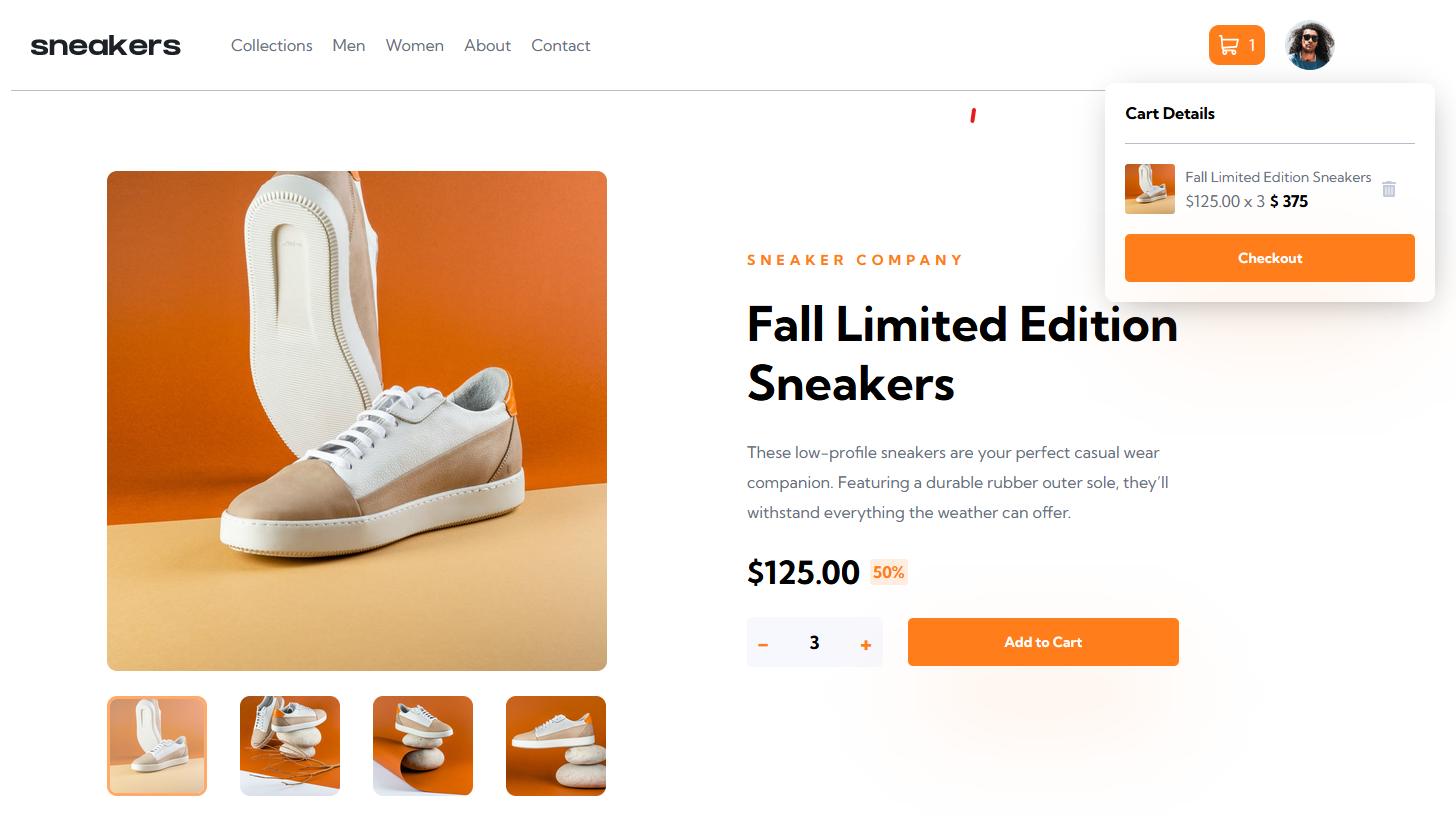 sneakers
Collections Men Women About Contact
1
Cart Details
Fall Limited Edition Sneakers
$125.00 x 3 $ 375
Checkout
SNEAKER COMPANY
Fall Limited Edition
Sneakers
These low-profile sneakers are your perfect casual wear
companion. Featuring a durable rubber outer sole, they’ll
withstand everything the weather can offer.
$125.00 50%
− 3 +
Add to Cart